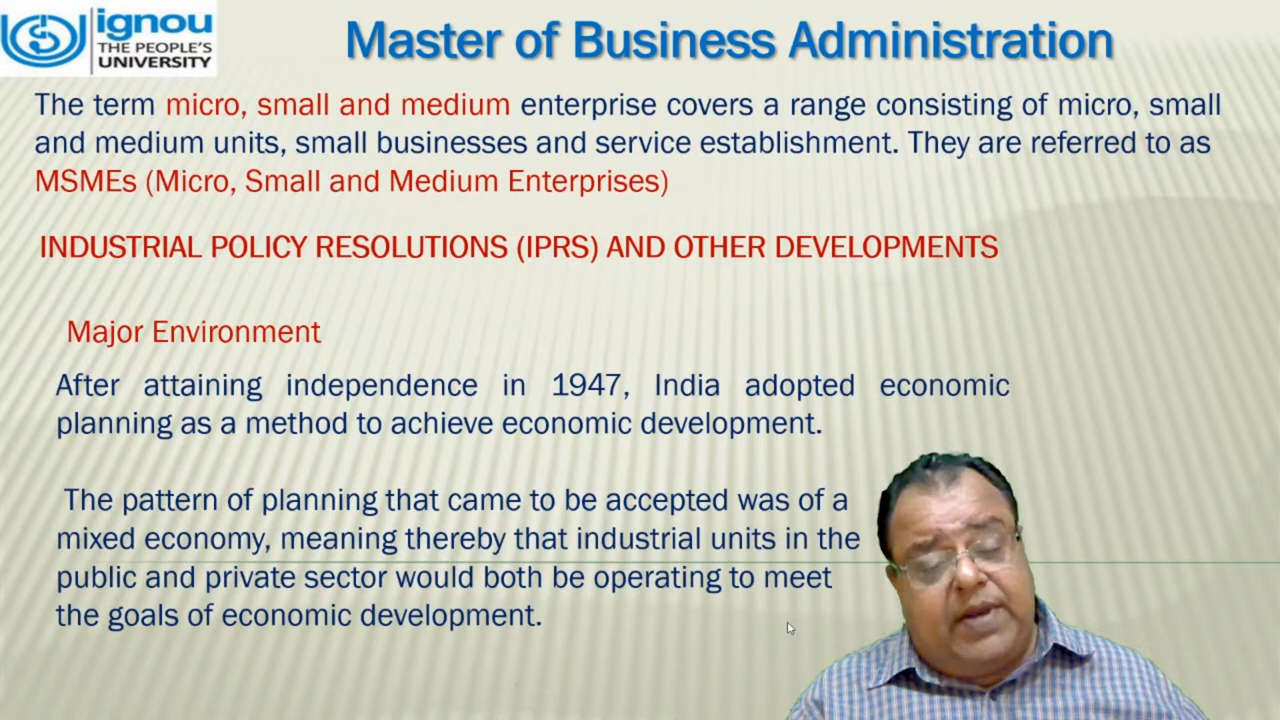 ignou
THE PEOPLE'S
UNIVERSITY
Master of Business Administration
The term micro, small and medium enterprise covers a range consisting of micro, small
and medium units, small businesses and service establishment. They are referred to as
MSMEs (Micro, Small and Medium Enterprises)
INDUSTRIAL POLICY RESOLUTIONS (IPRS) AND OTHER DEVELOPMENTS
Major Environment
After attaining independence in 1947, India adopted economic
planning as a method to achieve economic development.
The pattern of planning that came to be accepted was of a
mixed economy, meaning thereby that industrial units in the
public and private sector would both be operating to meet
the goals of economic development.